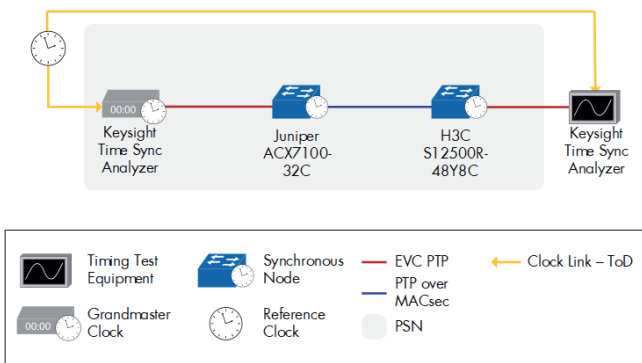 00:00
Keysight
Time Sync
Analyzer
Juniper
ACX7100-
32C
H3C
S12500R-
48Y8C
Keysight
Time Sync
Analyzer
Timing Test
Equipment
Synchronous
Node
EVC PTP
PTP over
MACsec
Clock Link – ToD
00:00
Grandmaster
Clock
Reference
Clock
PSN